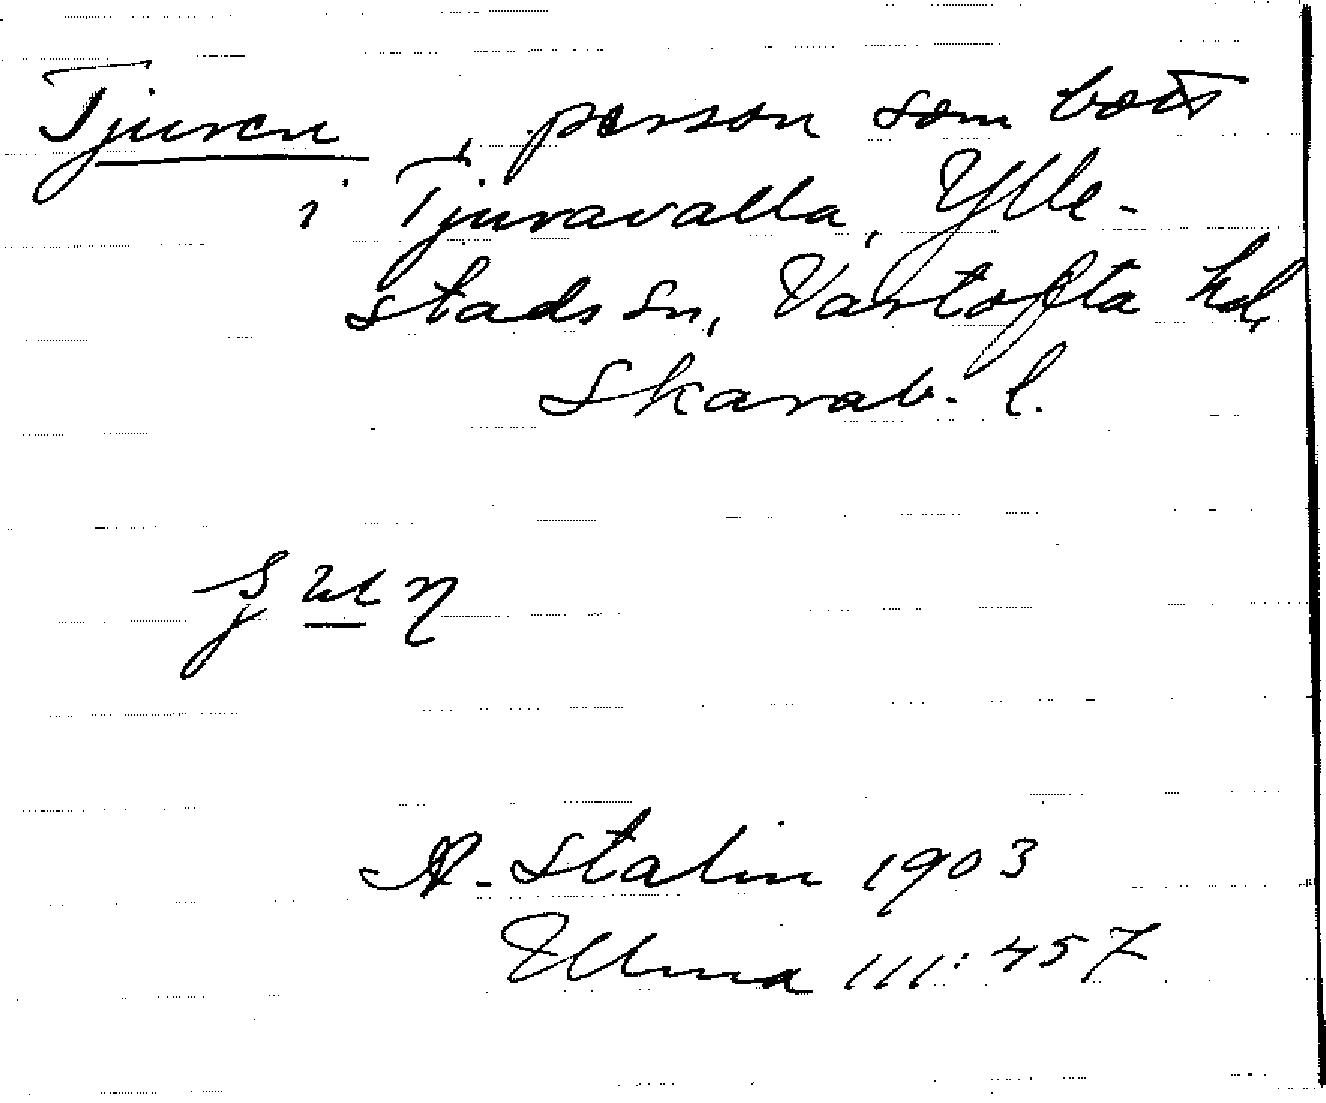 Tjuren, person som bott
i Tjuravalla, Ylle-
stads sn, Vartofta hd,
Skarab. l.
A. Stalin 1903
Ulma 111:457